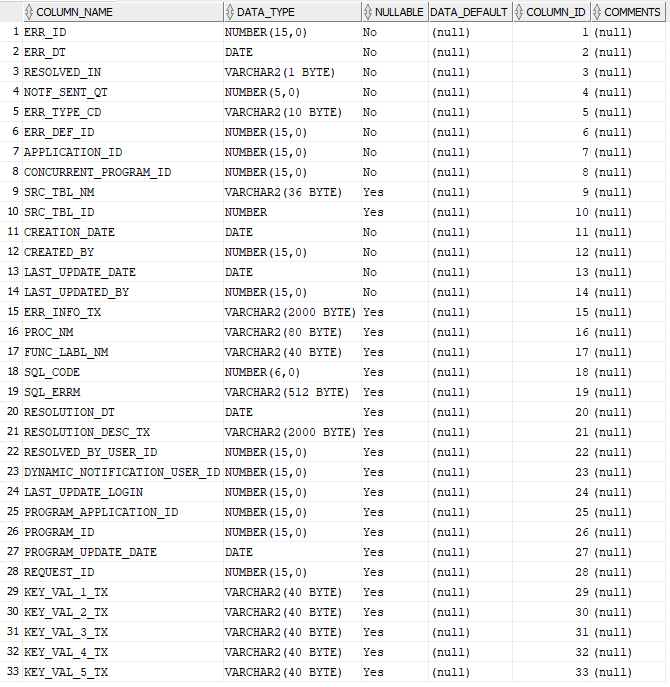 COLUMN_NAME DATA_TYPE NULLABLE DATA_DEFAULT COLUMN_ID COMMENTS
1 ERR_ID NUMBER(15,0) No (null) 1 (null)
2 ERR_DT DATE No (null) 2 (null)
3 RESOLVED_IN VARCHAR2(1 BYTE) No (null) 3 (null)
4 NOTF_SENT_QT NUMBER(5,0) No (null) 4 (null)
5 ERR_TYPE_CD VARCHAR2(10 BYTE) No (null) 5 (null)
6 ERR_DEF_ID NUMBER(15,0) No (null) 6 (null)
7 APPLICATION_ID NUMBER(15,0) No (null) 7 (null)
8 CONCURRENT_PROGRAM_ID NUMBER(15,0) No (null) 8 (null)
9 SRC_TBL_NM VARCHAR2(36 BYTE) Yes (null) 9 (null)
10 SRC_TBL_ID NUMBER Yes (null) 10 (null)
11 CREATION_DATE DATE No (null) 11 (null)
12 CREATED_BY NUMBER(15,0) No (null) 12 (null)
13 LAST_UPDATE_DATE DATE No (null) 13 (null)
14 LAST_UPDATED_BY NUMBER(15,0) No (null) 14 (null)
15 ERR_INFO_TX VARCHAR2(2000 BYTE) Yes (null) 15 (null)
16 PROC_NM VARCHAR2(80 BYTE) Yes (null) 16 (null)
17 FUNC_LABL_NM VARCHAR2(40 BYTE) Yes (null) 17 (null)
18 SQL_CODE NUMBER(6,0) Yes (null) 18 (null)
19 SQL_ERRM VARCHAR2(512 BYTE) Yes (null) 19 (null)
20 RESOLUTION_DT DATE Yes (null) 20 (null)
21 RESOLUTION_DESC_TX VARCHAR2(2000 BYTE) Yes (null) 21 (null)
22 RESOLVED_BY_USER_ID NUMBER(15,0) Yes (null) 22 (null)
23 DYNAMIC_NOTIFICATION_USER_ID NUMBER(15,0) Yes (null) 23 (null)
24 LAST_UPDATE_LOGIN NUMBER(15,0) Yes (null) 24 (null)
25 PROGRAM_APPLICATION_ID NUMBER(15,0) Yes (null) 25 (null)
26 PROGRAM_ID NUMBER(15,0) Yes (null) 26 (null)
27 PROGRAM_UPDATE_DATE DATE Yes (null) 27 (null)
28 REQUEST_ID NUMBER(15,0) Yes (null) 28 (null)
29 KEY_VAL_1_TX VARCHAR2(40 BYTE) Yes (null) 29 (null)
30 KEY_VAL_2_TX VARCHAR2(40 BYTE) Yes (null) 30 (null)
31 KEY_VAL_3_TX VARCHAR2(40 BYTE) Yes (null) 31 (null)
32 KEY_VAL_4_TX VARCHAR2(40 BYTE) Yes (null) 32 (null)
33 KEY_VAL_5_TX VARCHAR2(40 BYTE) Yes (null) 33 (null)